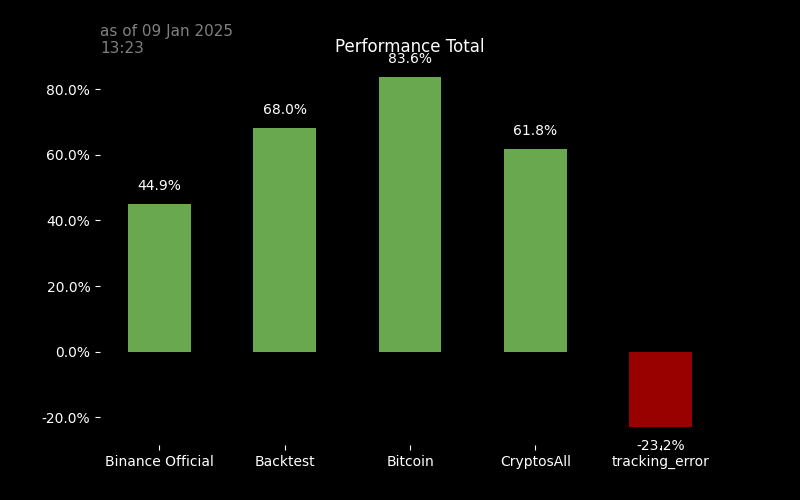 as of 09 Jan 2025
13:23
Performance Total
83.6%
80.0%
68.0%
61.8%
60.0%
44.9%
40.0%
20.0%
0.0%
-20.0%
-23.2%
Binance Official
Backtest
Bitcoin
CryptosAll
tracking_error